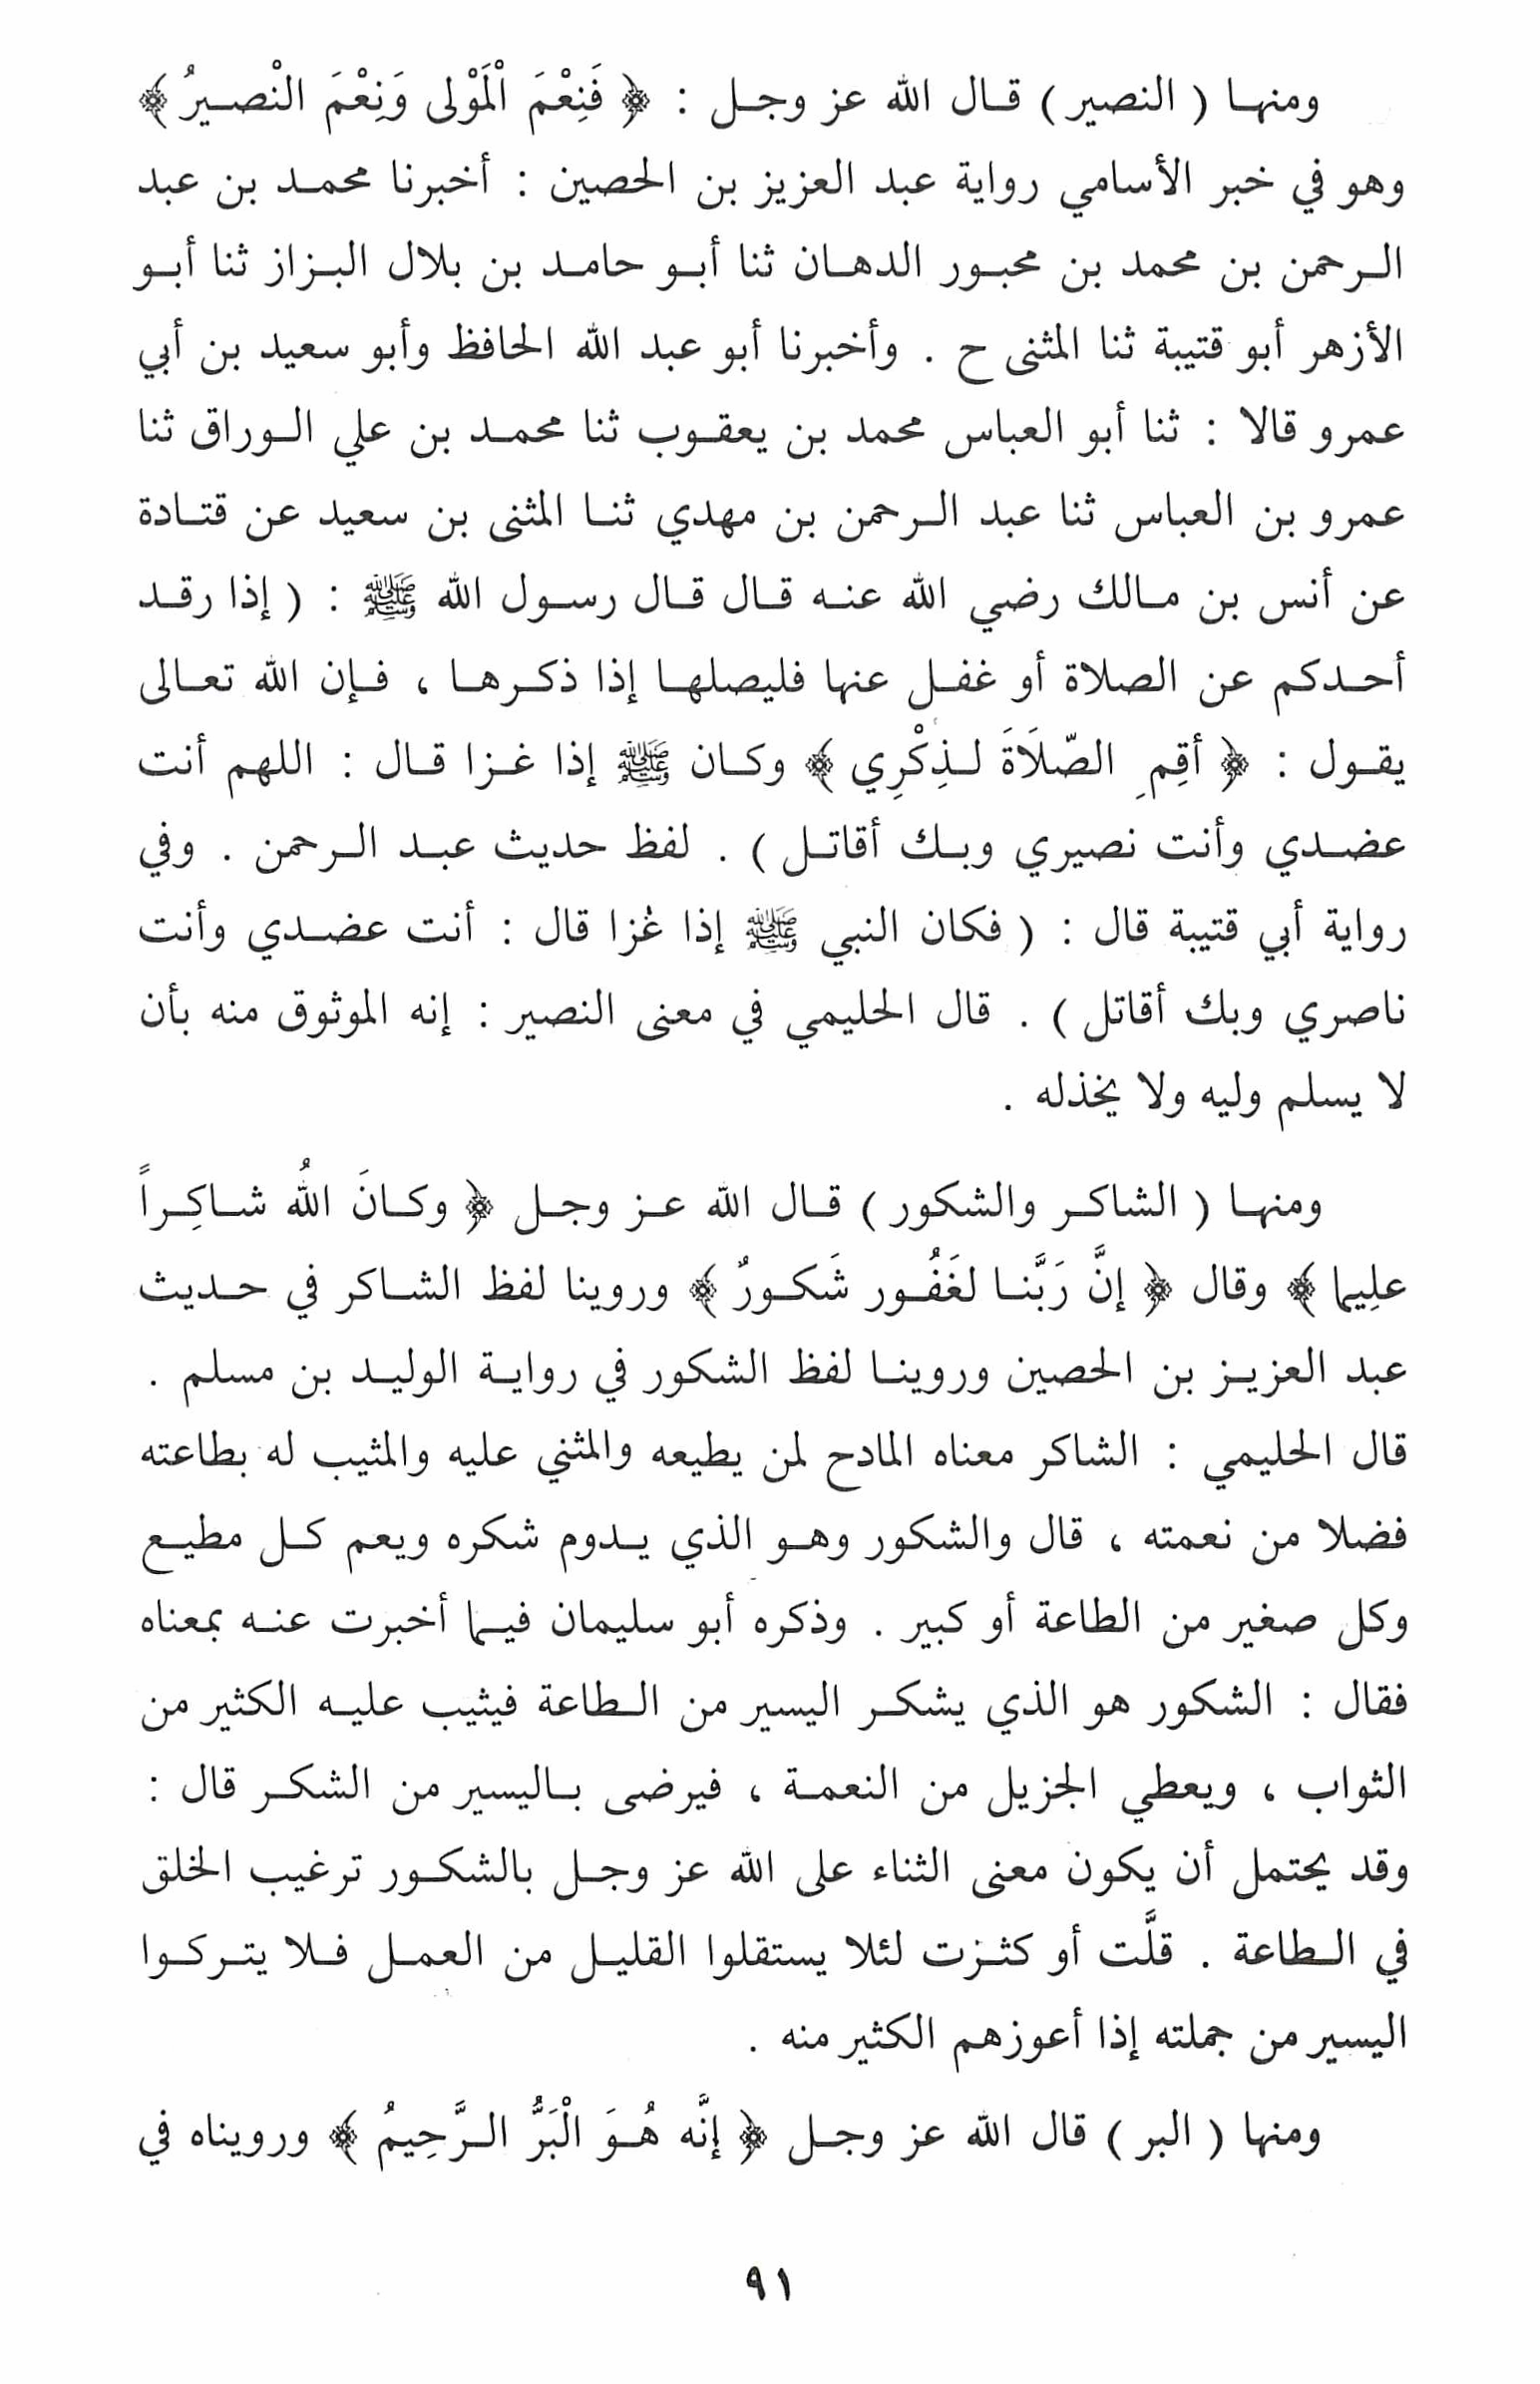 ومنها ( النصير ) قال الله عز وجل : ﴿ فَنِعْمَ اْلَمَوْلى وَنِعْمَ النْصيرُ ﴾
وهو في خبر الأسامي رواية عبد العزيز بن الحصين : أخبرنا محمد بن عبد
الرحمن بن محمد بن محبور الدهان ثنا أبو حامد بن بلال البزاز ثنا أبو
الأزهر أبو قتيبة ثنا المثنى ح . وأخبرنا أبو عبد الله الحافظ وأبو سعيد بن أبي
عمرو قالا : ثنا أبو العباس محمد بن يعقوب ثنا محمد بن علي الوراق ثنا
عمرو بن العباس ثنا عبد الرحمن بن مهدي ثنا المثنى بن سعيد عن قتادة
عن أنس بن مالك رضي الله عنه قال قال رسول الله ﷺ : ( إذا رقد
أحدكم عن الصلاة أو غفل عنها فليصلها إذا ذكرها ، فإن الله تعالى
يقول : ﴿ أقِمِ الصّلَاَةَ لذِكْرِي ﴾ وكان ﷺ إذا غزا قال : اللهم أنت
عضدي وأنت نصيري وبك أقاتل ) . لفظ حديث عبد الرحمن . وفي
رواية أبي قتيبة قال : ( فكان النبي ﷺ إذا غُزا قال : أنت عضدي وأنت
ناصري وبك أقاتل ) . قال الحليمي في معنى النصير : إنه الموثوق منه بأن
لا يسلم وليه ولا يخذله .
ومنها ( الشاكر والشكور ) قال الله عز وجل ﴿ وكانَ اللهُ شاكِراً
علِيما ﴾ وقال ﴿ إنَّ رَبَّنا لغَفُور شَكورٌ ﴾ وروينا لفظ الشاكر في حديث
عبد العزيز بن الحصين وروينا لفظ الشكور في رواية الوليد بن مسلم .
قال الحليمي : الشاكر معناه المادح لمن يطيعه والمثني عليه والمثيب له بطاعته
فضلا من نعمته ، قال والشكور وهو الذي يدوم شكره ويعم كل مطيع
وكل صغير من الطاعة أو كبير . وذكره أبو سليمان فيما أخبرت عنه بمعناه
فقال : الشكور هو الذي يشكر اليسير من الطاعة فيثيب عليه الكثير من
الثواب ، ويعطي الجزيل من النعمة ، فيرضى باليسير من الشكر قال :
وقد يحتمل أن يكون معنى الثناء على الله عز وجل بالشكور ترغيب الخلق
في الطاعة . قلَّت أو كثرت لئلا يستقلوا القليل من العمل فلا يتركوا
اليسير من جملته إذا أعوزهم الكثير منه .
ومنها ( البر ) قال الله عز وجل ﴿ إنَّه هُوَ الْبَرُّ الرَّحِيمُ ﴾ ورويناه في
٩١